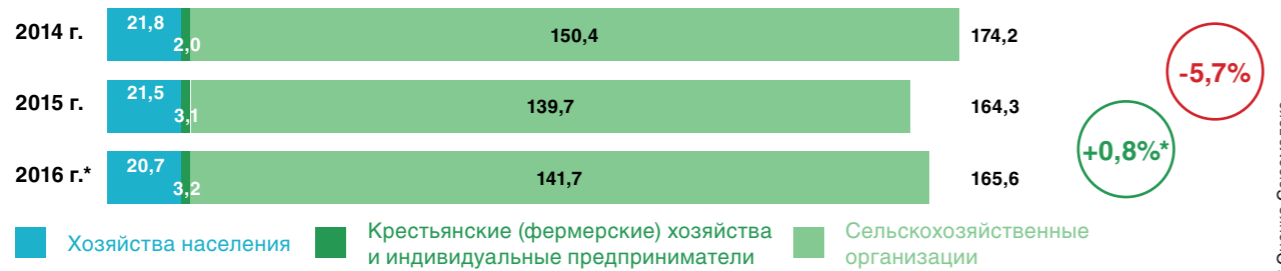 2014 г. 21,8 2,0 150,4 174,2
-5,7%
2015 г. 21,5 3,1 139,7 164,3
+0,8%*
2016 г.* 20,7 3,2 141,7 165,6
Хозяйства населения
Крестьянские (фермерские) хозяйства
и индивидуальные предприниматели
Сельскохозяйственные
организации